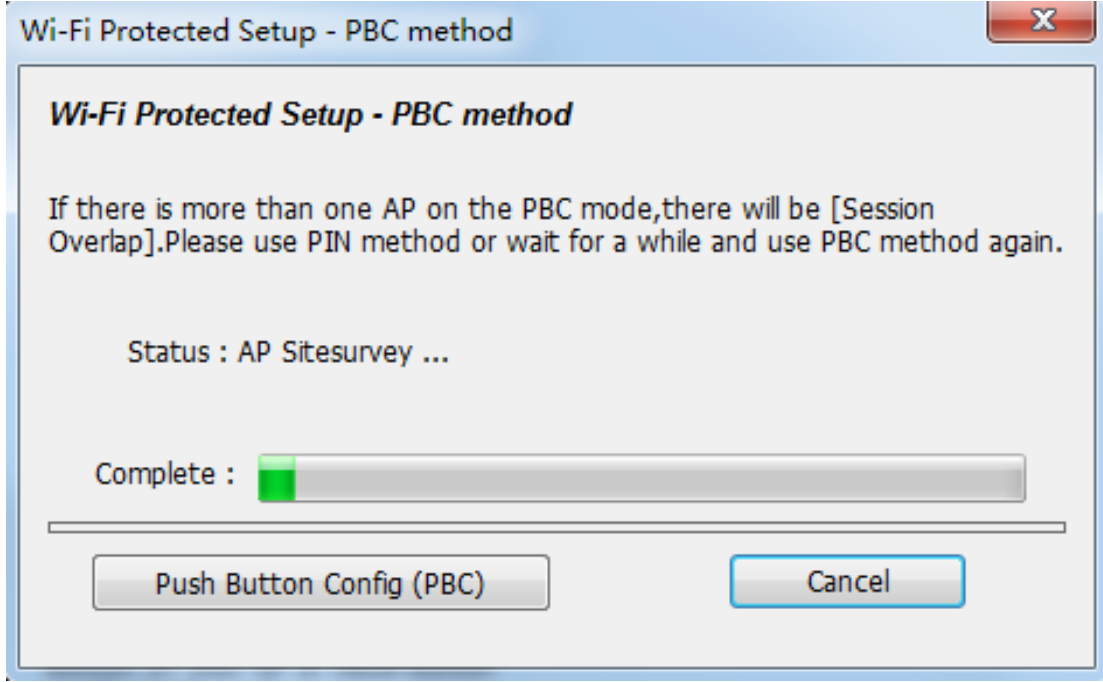 Wi-Fi Protected Setup - PBC method
Wi-Fi Protected Setup - PBC method
If there is more than one AP on the PBC mode,there will be [Session
Overlap].Please use PIN method or wait for a while and use PBC method again.
Status : AP Sitesurvey ...
Complete :
Push Button Config (PBC)
Cancel